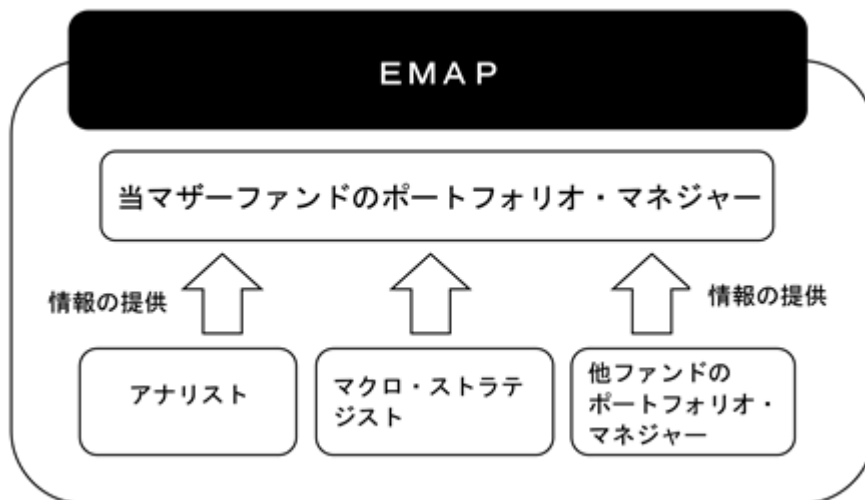 ＥＭＡＰ
当マザーファンドのポートフォリオ・マネジャー
情報の提供
情報の提供
アナリスト
マクロ・ストラテ
ジスト
他ファンドの
ポートフォリオ・
マネジャー